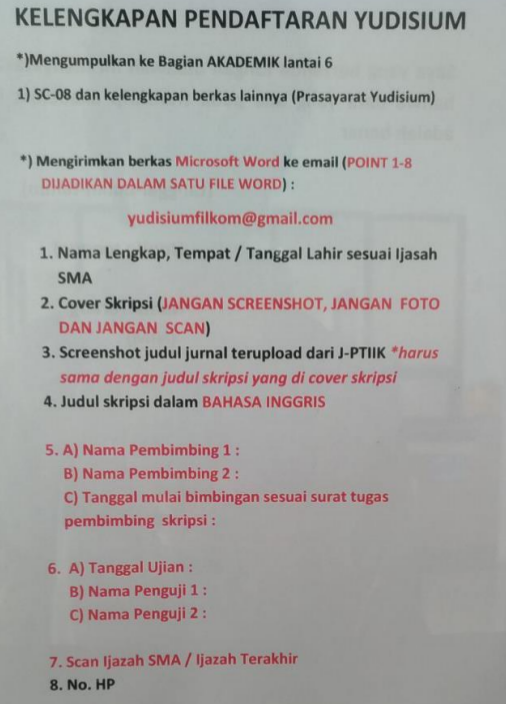 KELENGKAPAN PENDAFTARAN YUDISIUM
*)Mengumpulkan ke Bagian AKADEMIK lantai 6
1) SC-08 dan kelengkapan berkas lainnya (Prasayarat Yudisium)
*) Mengirimkan berkas Microsoft Word ke email (POINT 1-8
DIJADIKAN DALAM SATU FILE WORD) :
yudisiumfilkom@gmail.com
1. Nama Lengkap, Tempat / Tanggal Lahir sesuai Ijasah
SMA
2. Cover Skripsi (JANGAN SCREENSHOT, JANGAN FOTO
DAN JANGAN SCAN)
3. Screenshot judul jurnal terupload dari J-PTIIK *harus
sama dengan judul skripsi yang di cover skripsi
4. Judul skripsi dalam BAHASA INGGRIS
5. A) Nama Pembimbing 1 :
B) Nama Pembimbing 2 :
C) Tanggal mulai bimbingan sesuai surat tugas
pembimbing skripsi :
6. A) Tanggal Ujian :
B) Nama Penguji 1 :
C) Nama Penguji 2 :
7. Scan Ijazah SMA / Ijazah Terakhir
8. No. HP